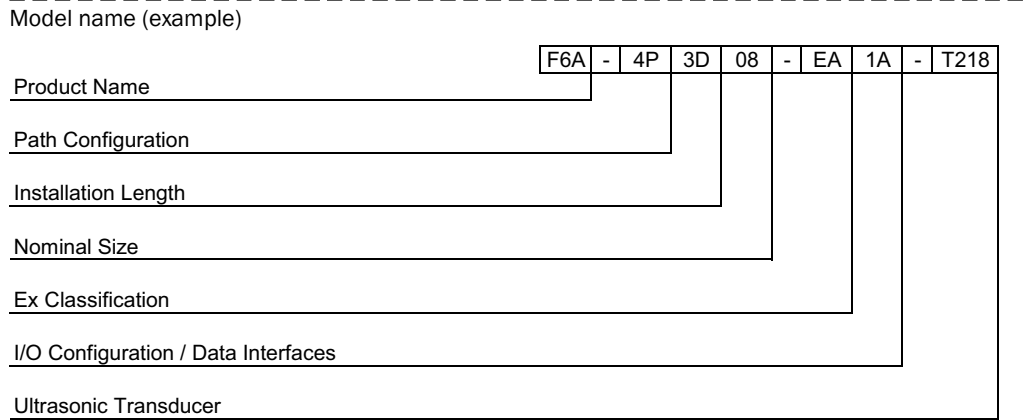 Model name (example)
F6A - 4P 3D 08 - EA 1A - T218
Product Name
Path Configuration
Installation Length
Nominal Size
Ex Classification
I/O Configuration / Data Interfaces
Ultrasonic Transducer